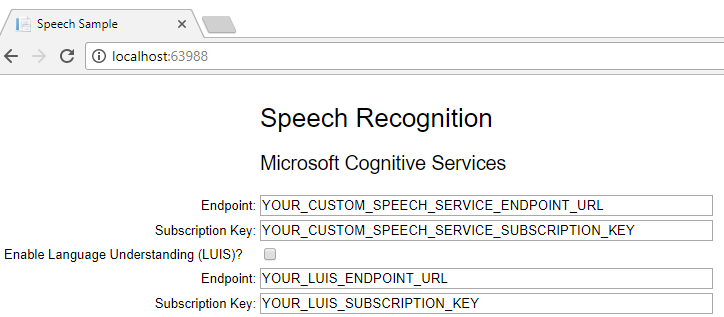 Speech Sample
localhost:63988
Speech Recognition
Microsoft Cognitive Services
Endpoint: YOUR_CUSTOM_SPEECH_SERVICE_ENDPOINT_URL
Subscription Key: YOUR_CUSTOM_SPEECH_SERVICE_SUBSCRIPTION_KEY
Enable Language Understanding (LUIS)?
Endpoint: YOUR_LUIS_ENDPOINT_URL
Subscription Key: YOUR_LUIS_SUBSCRIPTION_KEY